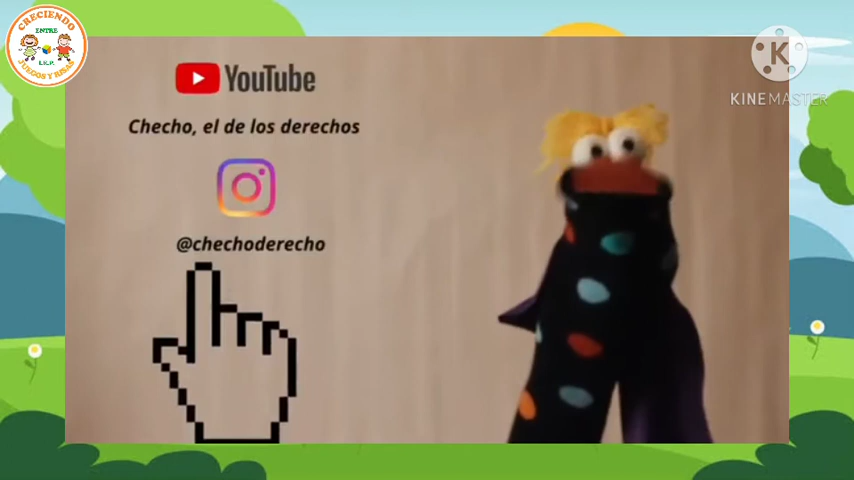 CRECIENDO
ENTRE
I.E.P.
JUEGOS Y RISAS
YouTube
Checho, el de los derechos
@chechoderecho
K
KINEMASTER